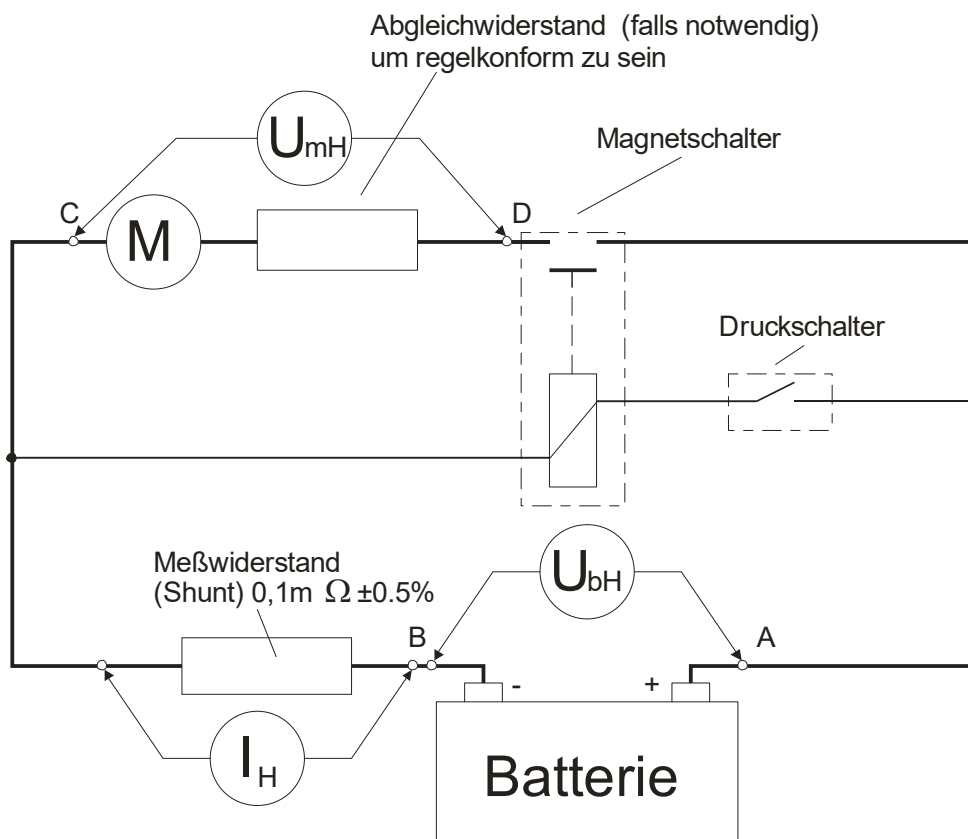 Abgleichwiderstand (falls notwendig)
um regelkonform zu sein
UmH
Magnetschalter
C
D
M
Druckschalter
Meßwiderstand
(Shunt) 0,1m Ω ±0.5%
UbH
B
A
- +
IH
Batterie